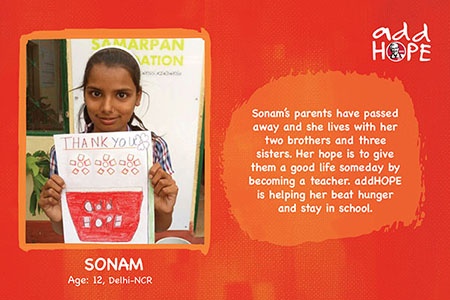 SAMARPAN
add
HOPE
THANK YOU
add
HOPE
Sonam's parents have passed
away and she lives with her
two brothers and three
sisters. Her hope is to give
them a good life someday by
becoming a teacher. addHOPE
is helping her beat hunger
and stay in school.
SONAM
Age: 12, Delhi-NCR